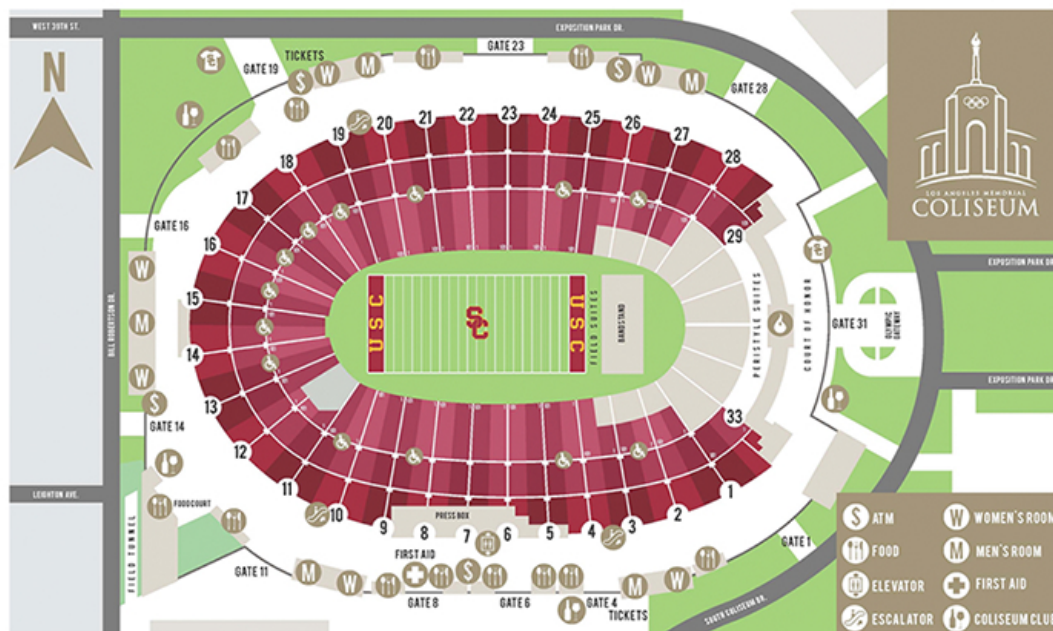 WEST 39TH ST.
EXPOSITION PARK DR.
N
TICKETS
GATE 19
GATE 23
GATE 28
S
W
M
S
W
M
LOS ANGELES MEMORIAL
COLISEUM
19
20
21
22
23
24
25
26
27
28
18
17
16
15
14
13
12
11
10
9
8
7
6
5
4
3
2
1
33
29
GATE 16
W
M
W
S
GATE 14
BILL ROBERTSON DR.
USC
SC
USC
FIELD SUITES
BANDSTAND
PERISTYLE SUITES
COURT OF HONOR
GATE 31
OLYMPIC
GATEWAY
EXPOSITION PARK DR
EXPOSITION PARK DR
LEIGHTON AVE.
FOOD COURT
FIELD TUNNEL
PRESS BOX
FIRST AID
GATE 11
M
W
GATE 8
S
GATE 6
GATE 4
TICKETS
M
W
GATE 1
SOUTH COLISEUM DR.
S ATM
W WOMEN'S ROOM
FOOD
M MEN'S ROOM
ELEVATOR
FIRST AID
ESCALATOR
COLISEUM CLUB